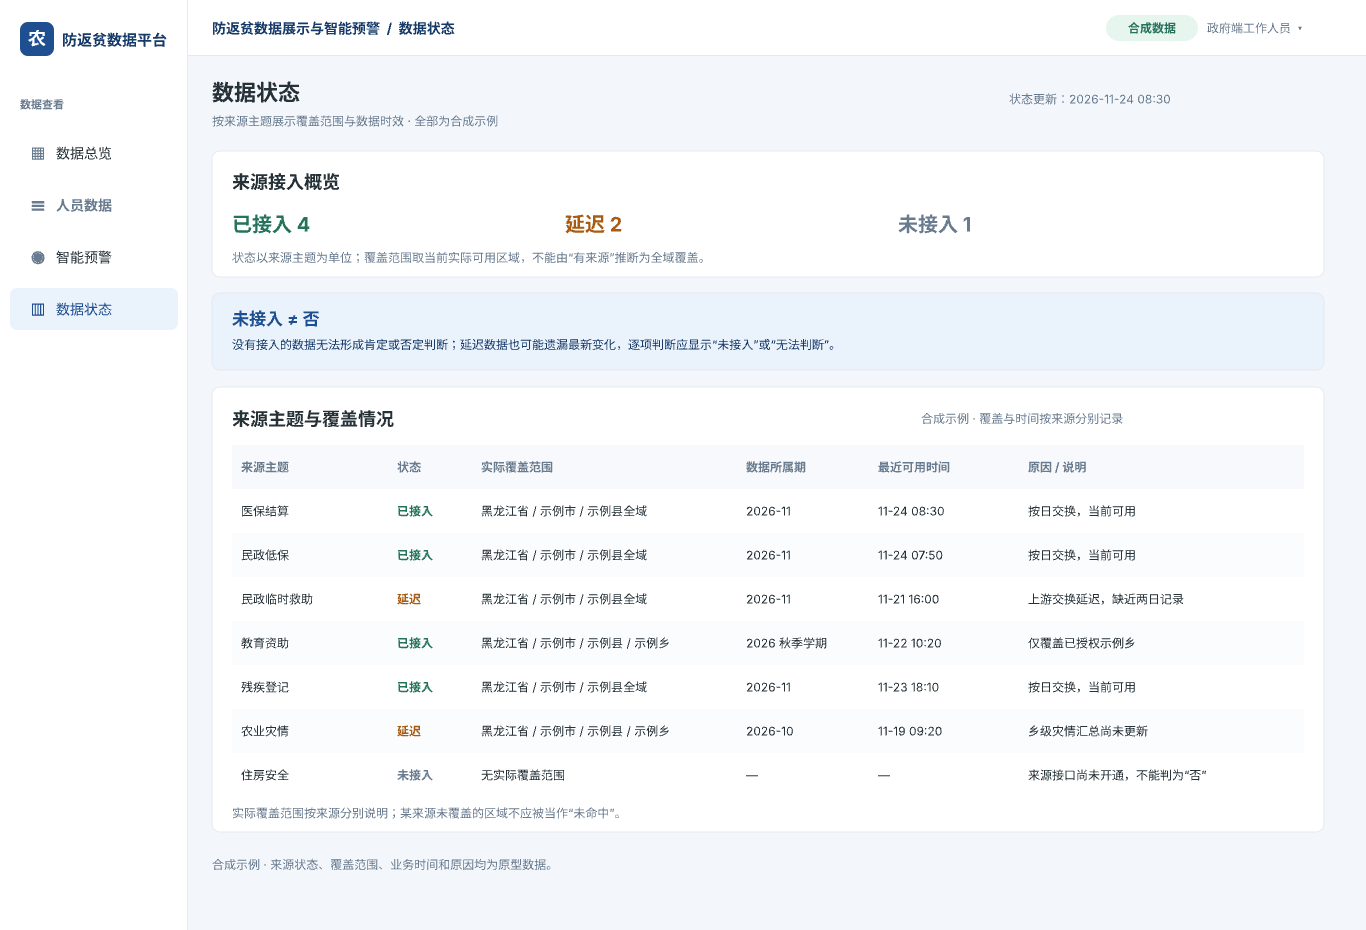 农 防返贫数据平台
防返贫数据展示与智能预警 / 数据状态
合成数据 政府端工作人员
数据查看
数据总览
人员数据
智能预警
数据状态
数据状态
状态更新：2026-11-24 08:30
按来源主题展示覆盖范围与数据时效 · 全部为合成示例
来源接入概览
已接入 4 延迟 2 未接入 1
状态以来源主题为单位；覆盖范围取当前实际可用区域，不能由“有来源”推断为全域覆盖。
未接入 ≠ 否
没有接入的数据无法形成肯定或否定判断；延迟数据也可能遗漏最新变化，逐项判断应显示“未接入”或“无法判断”。
来源主题与覆盖情况 合成示例 · 覆盖与时间按来源分别记录
来源主题 状态 实际覆盖范围 数据所属期 最近可用时间 原因 / 说明
医保结算 已接入 黑龙江省 / 示例市 / 示例县全域 2026-11 11-24 08:30 按日交换，当前可用
民政低保 已接入 黑龙江省 / 示例市 / 示例县全域 2026-11 11-24 07:50 按日交换，当前可用
民政临时救助 延迟 黑龙江省 / 示例市 / 示例县全域 2026-11 11-21 16:00 上游交换延迟，缺近两日记录
教育资助 已接入 黑龙江省 / 示例市 / 示例县 / 示例乡 2026 秋季学期 11-22 10:20 仅覆盖已授权示例乡
残疾登记 已接入 黑龙江省 / 示例市 / 示例县全域 2026-11 11-23 18:10 按日交换，当前可用
农业灾情 延迟 黑龙江省 / 示例市 / 示例县 / 示例乡 2026-10 11-19 09:20 乡级灾情汇总尚未更新
住房安全 未接入 无实际覆盖范围 — — 来源接口尚未开通，不能判为“否”
实际覆盖范围按来源分别说明；某来源未覆盖的区域不应被当作“未命中”。
合成示例 · 来源状态、覆盖范围、业务时间和原因均为原型数据。